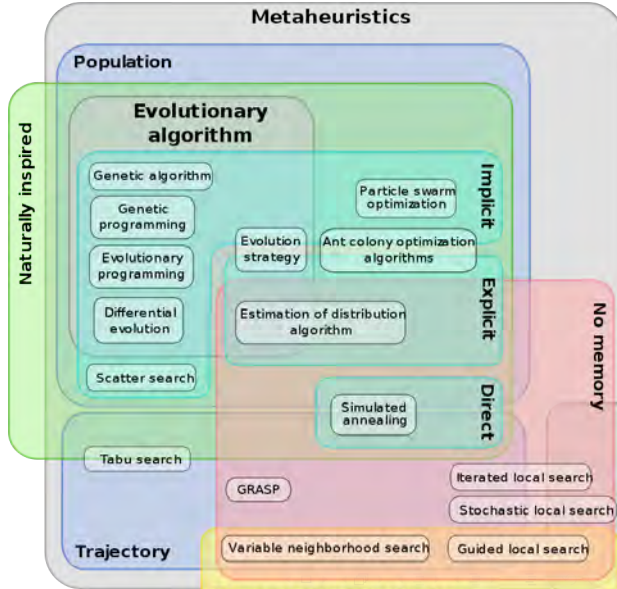 Metaheuristics
Population
Naturally inspired
Evolutionary
algorithm
Implicit
Genetic algorithm
Particle swarm
optimization
Genetic
programming
Evolution
strategy
Ant colony optimization
algorithms
Evolutionary
programming
Explicit
Differential
evolution
Estimation of distribution
algorithm
No memory
Scatter search
Direct
Simulated
annealing
Tabu search
GRASP
Iterated local search
Stochastic local search
Trajectory
Variable neighborhood search
Guided local search